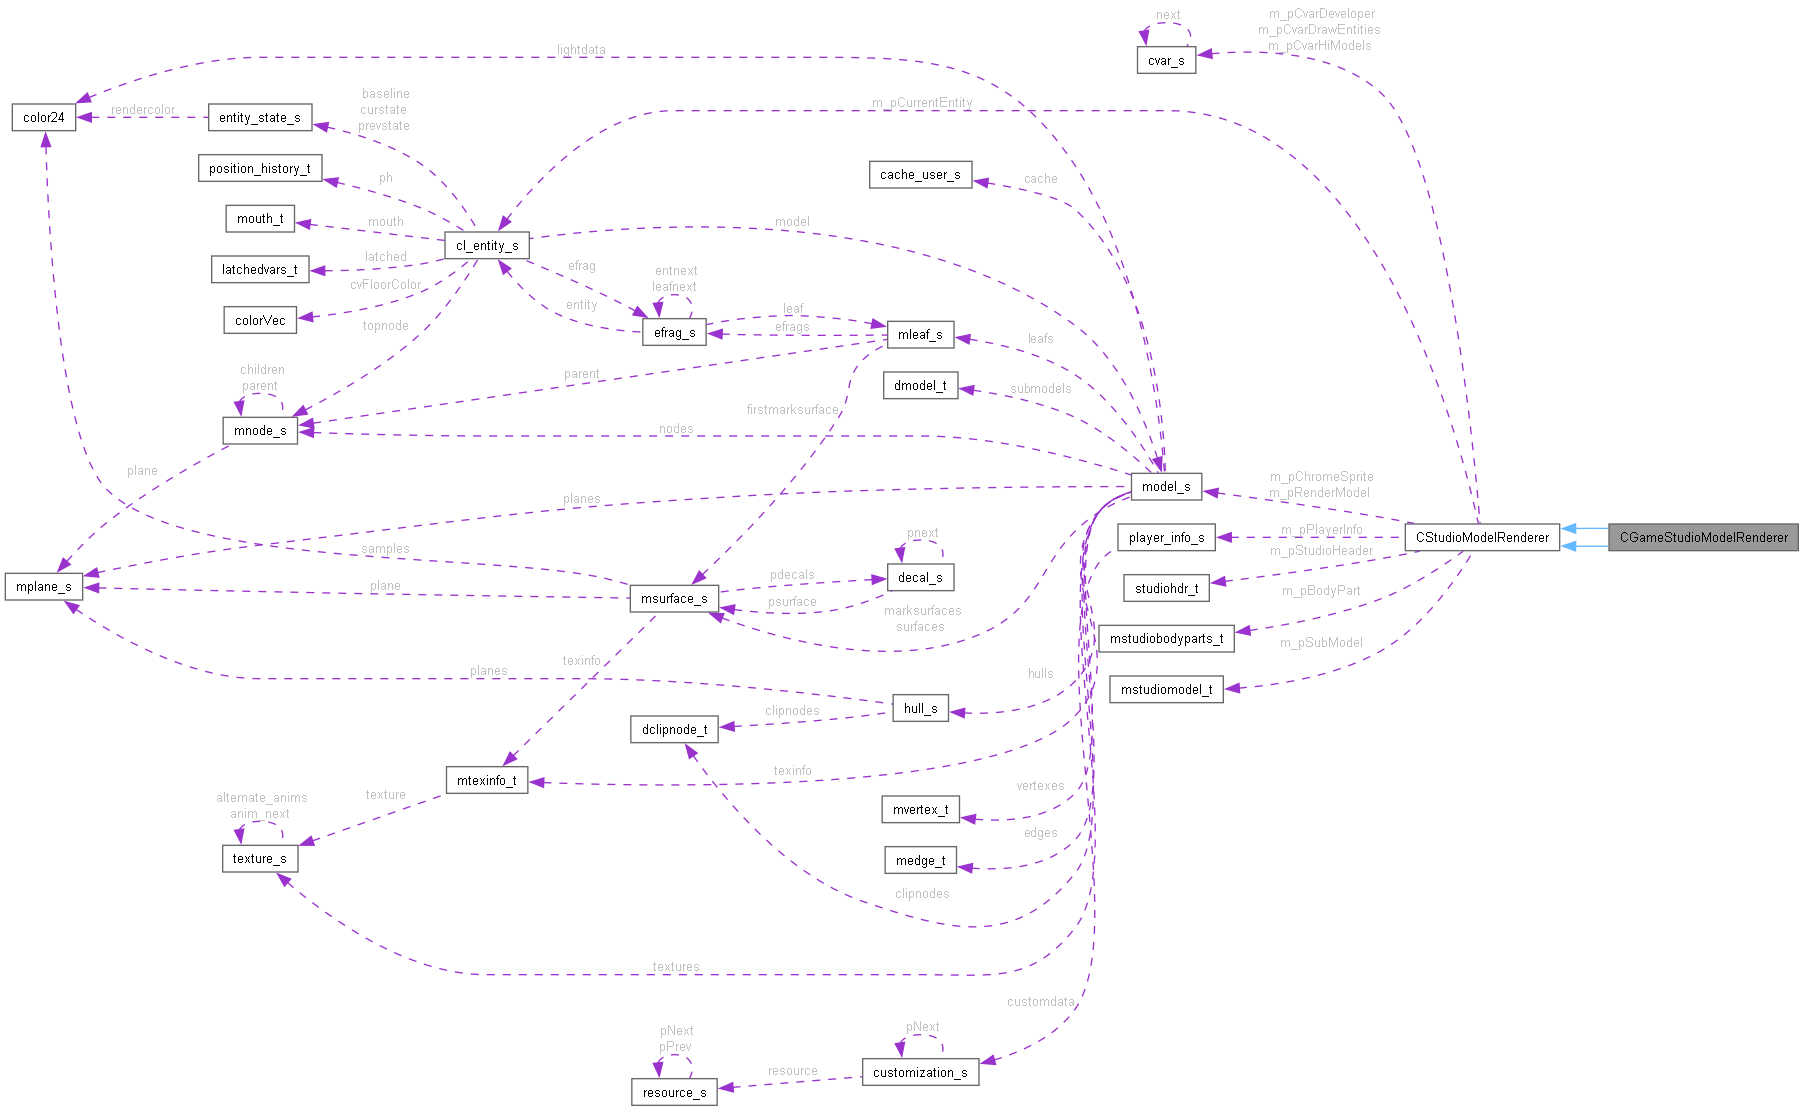 next
m_pCvarDeveloper
m_pCvarDrawEntities
m_pCvarHiModels
lightdata
cvar_s
baseline
curstate
prevstate
m_pCurrentEntity
rendercolor
color24
entity_state_s
position_history_t
ph
cache_user_s
cache
mouth_t
mouth
model
cl_entity_s
latchedvars_t
latched
efrag
entnext
leafnext
cvFloorColor
colorVec
topnode
entity
efrag_s
leaf
efrags
mleaf_s
leafs
children
parent
parent
dmodel_t
submodels
firstmarksurface
mnode_s
nodes
plane
planes
model_s
m_pChromeSprite
m_pRenderModel
pnext
player_info_s
m_pPlayerInfo
CStudioModelRenderer
CGameStudioModelRenderer
samples
m_pStudioHeader
mplane_s
plane
pdecals
decal_s
studiohdr_t
m_pBodyPart
msurface_s
psurface
marksurfaces
surfaces
mstudiobodyparts_t
m_pSubModel
texinfo
planes
hulls
mstudiomodel_t
hull_s
clipnodes
dclipnode_t
mtexinfo_t
texinfo
vertexes
alternate_anims
anim_next
texture
mvertex_t
edges
texture_s
medge_t
clipnodes
textures
customdata
pNext
pPrev
pNext
resource_s
resource
customization_s